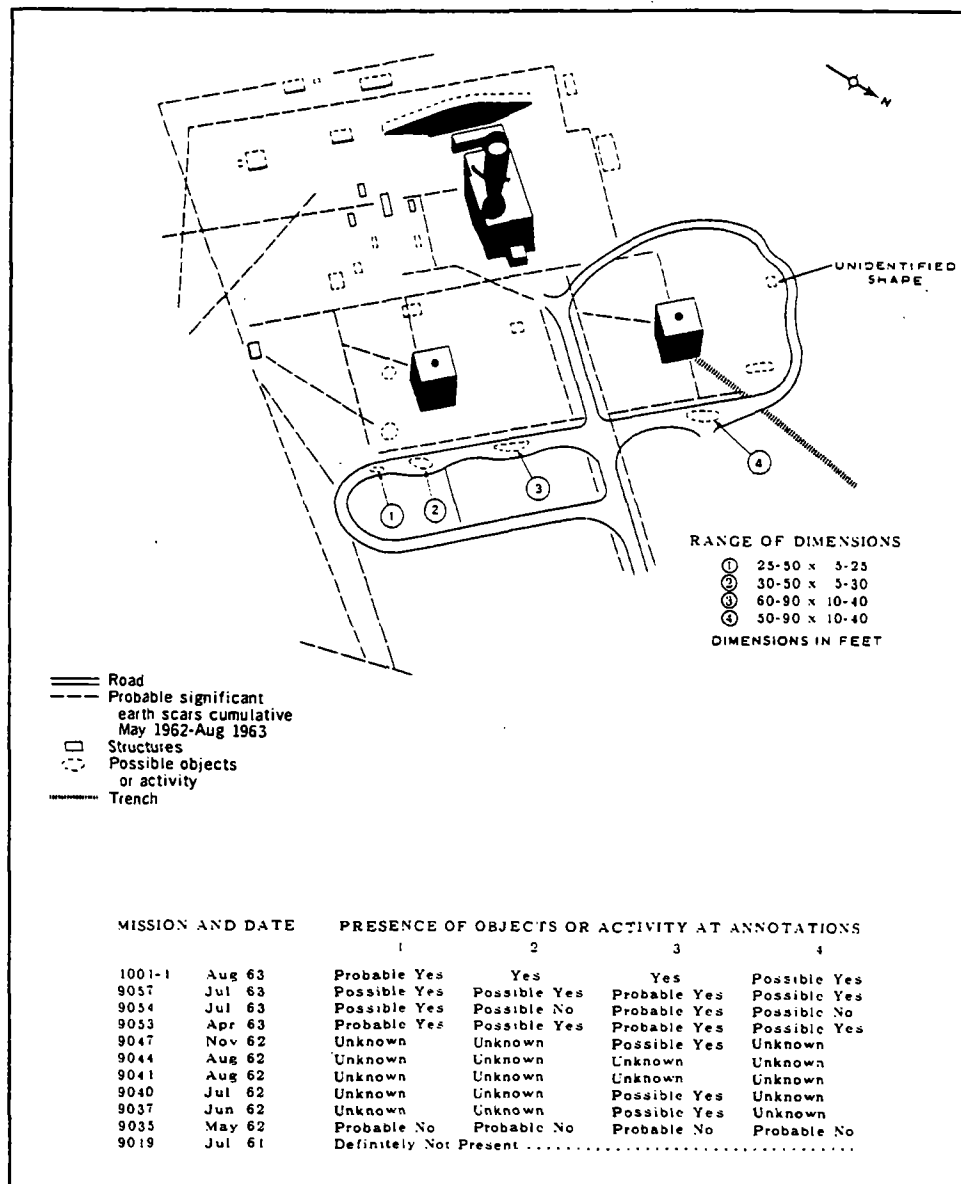 N
UNIDENTIFIED
SHAPE
1
2
3
4
RANGE OF DIMENSIONS
1 25-50 x 5-25
2 30-50 x 5-30
3 60-90 x 10-40
4 50-90 x 10-40
DIMENSIONS IN FEET
Road
Probable significant
earth scars cumulative
May 1962-Aug 1963
Structures
Possible objects
or activity
Trench
MISSION AND DATE PRESENCE OF OBJECTS OR ACTIVITY AT ANNOTATIONS
1 2 3 4
1001-1 Aug 63 Probable Yes Yes Yes Possible Yes
9057 Jul 63 Possible Yes Possible Yes Probable Yes Possible Yes
9054 Jul 63 Possible Yes Possible No Probable Yes Possible No
9053 Apr 63 Probable Yes Possible Yes Probable Yes Possible Yes
9047 Nov 62 Unknown Unknown Possible Yes Unknown
9044 Aug 62 Unknown Unknown Unknown Unknown
9041 Aug 62 Unknown Unknown Unknown Unknown
9040 Jul 62 Unknown Unknown Possible Yes Unknown
9037 Jun 62 Unknown Unknown Possible Yes Unknown
9035 May 62 Probable No Probable No Probable No Probable No
9019 Jul 61 Definitely Not Present ........................................